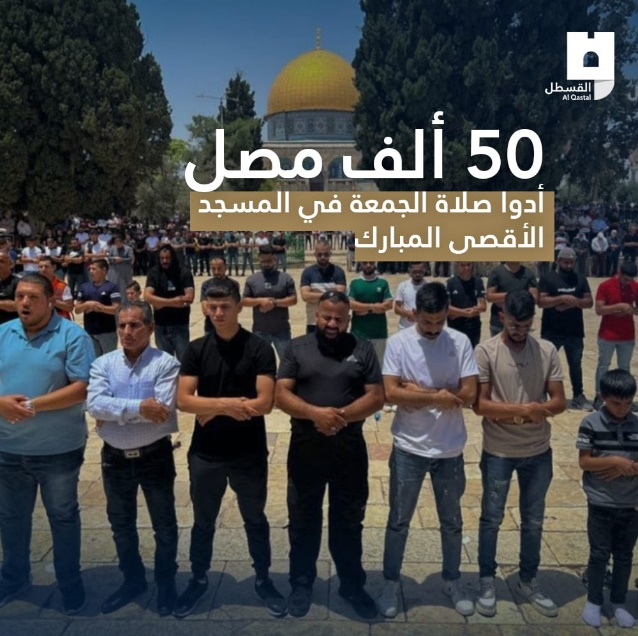 القسطل
Al Qastal
50 ألف مصل
أدوا صلاة الجمعة في المسجد
الأقصى المبارك